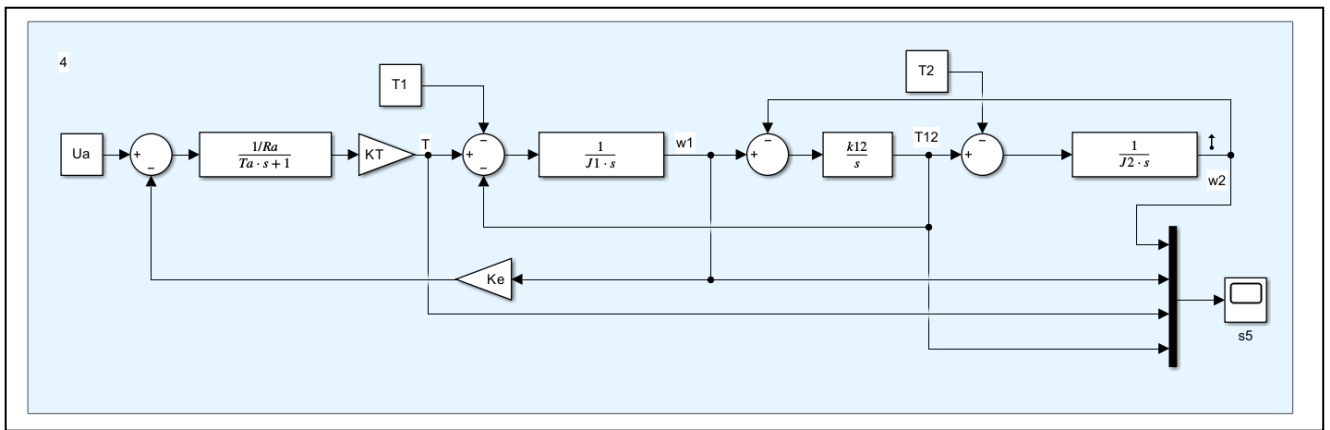 4
T1
T2
Ua
+
−
1/Ra
Ta · s + 1
KT
T
−
+
−
1
J1 · s
w1
+
−
k12
s
T12
−
+
1
J2 · s
w2
Ke
s5